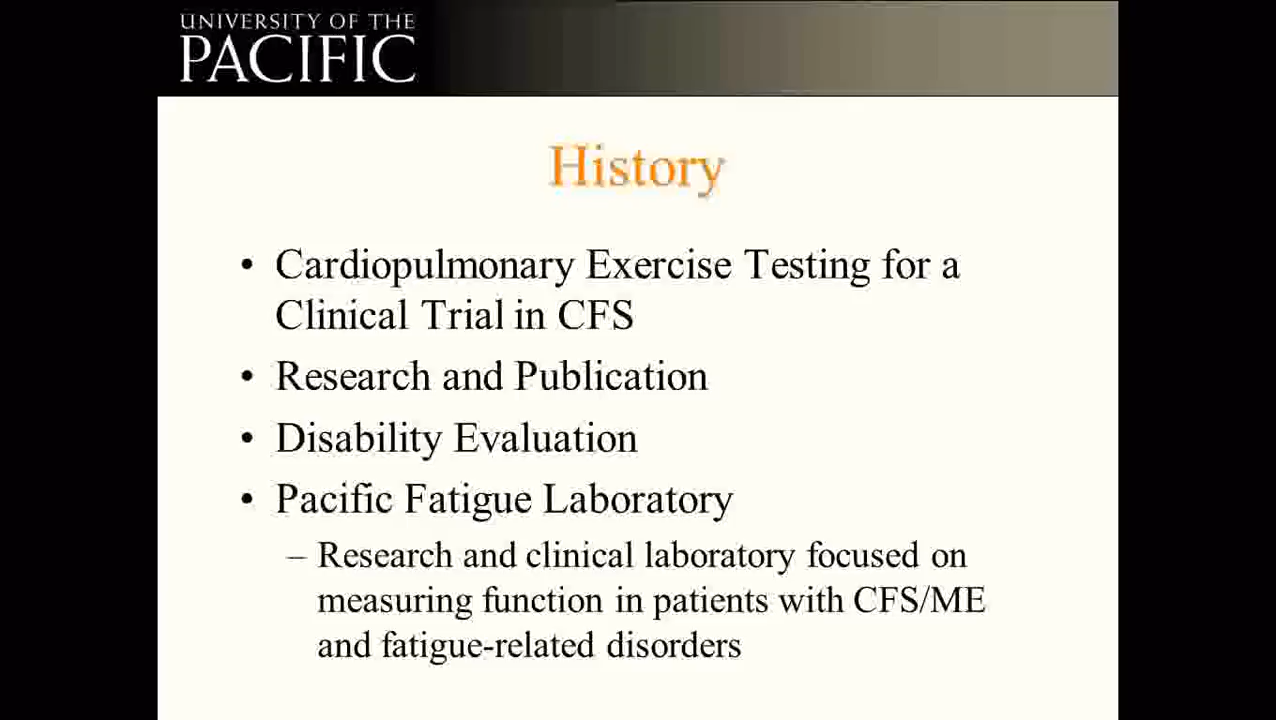 UNIVERSITY OF THE
PACIFIC
History
• Cardiopulmonary Exercise Testing for a
Clinical Trial in CFS
• Research and Publication
• Disability Evaluation
• Pacific Fatigue Laboratory
– Research and clinical laboratory focused on
measuring function in patients with CFS/ME
and fatigue-related disorders